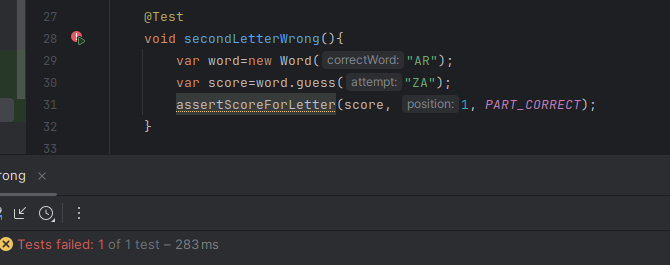 27 @Test
28 void secondLetterWrong(){
29 var word=new Word( correctWord: "AR");
30 var score=word.guess( attempt: "ZA");
31 assertScoreForLetter(score, position: 1, PART_CORRECT);
32 }
33
rong ×
Tests failed: 1 of 1 test – 283 ms